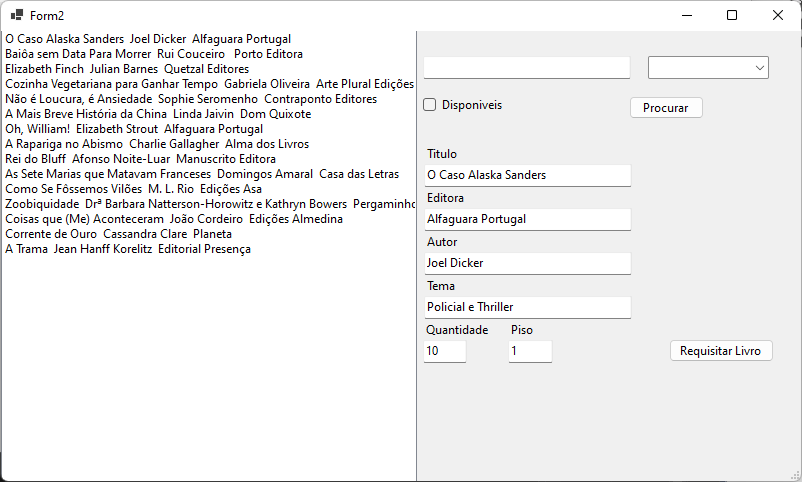 Form2
O Caso Alaska Sanders  Joel Dicker  Alfaguara Portugal
Baiôa sem Data Para Morrer  Rui Couceiro   Porto Editora
Elizabeth Finch  Julian Barnes  Quetzal Editores
Cozinha Vegetariana para Ganhar Tempo  Gabriela Oliveira  Arte Plural Edições
Não é Loucura, é Ansiedade  Sophie Seromenho  Contraponto Editores
A Mais Breve História da China  Linda Jaivin  Dom Quixote
Oh, William!  Elizabeth Strout  Alfaguara Portugal
A Rapariga no Abismo  Charlie Gallagher  Alma dos Livros
Rei do Bluff  Afonso Noite-Luar  Manuscrito Editora
As Sete Marias que Matavam Franceses  Domingos Amaral  Casa das Letras
Como Se Fôssemos Vilões  M. L. Rio  Edições Asa
Zoobiquidade  Drª Barbara Natterson-Horowitz e Kathryn Bowers  Pergaminho
Coisas que (Me) Aconteceram  João Cordeiro  Edições Almedina
Corrente de Ouro  Cassandra Clare  Planeta
A Trama  Jean Hanff Korelitz  Editorial Presença
Disponiveis
Procurar
Titulo
O Caso Alaska Sanders
Editora
Alfaguara Portugal
Autor
Joel Dicker
Tema
Policial e Thriller
Quantidade  Piso
10  1
Requisitar Livro